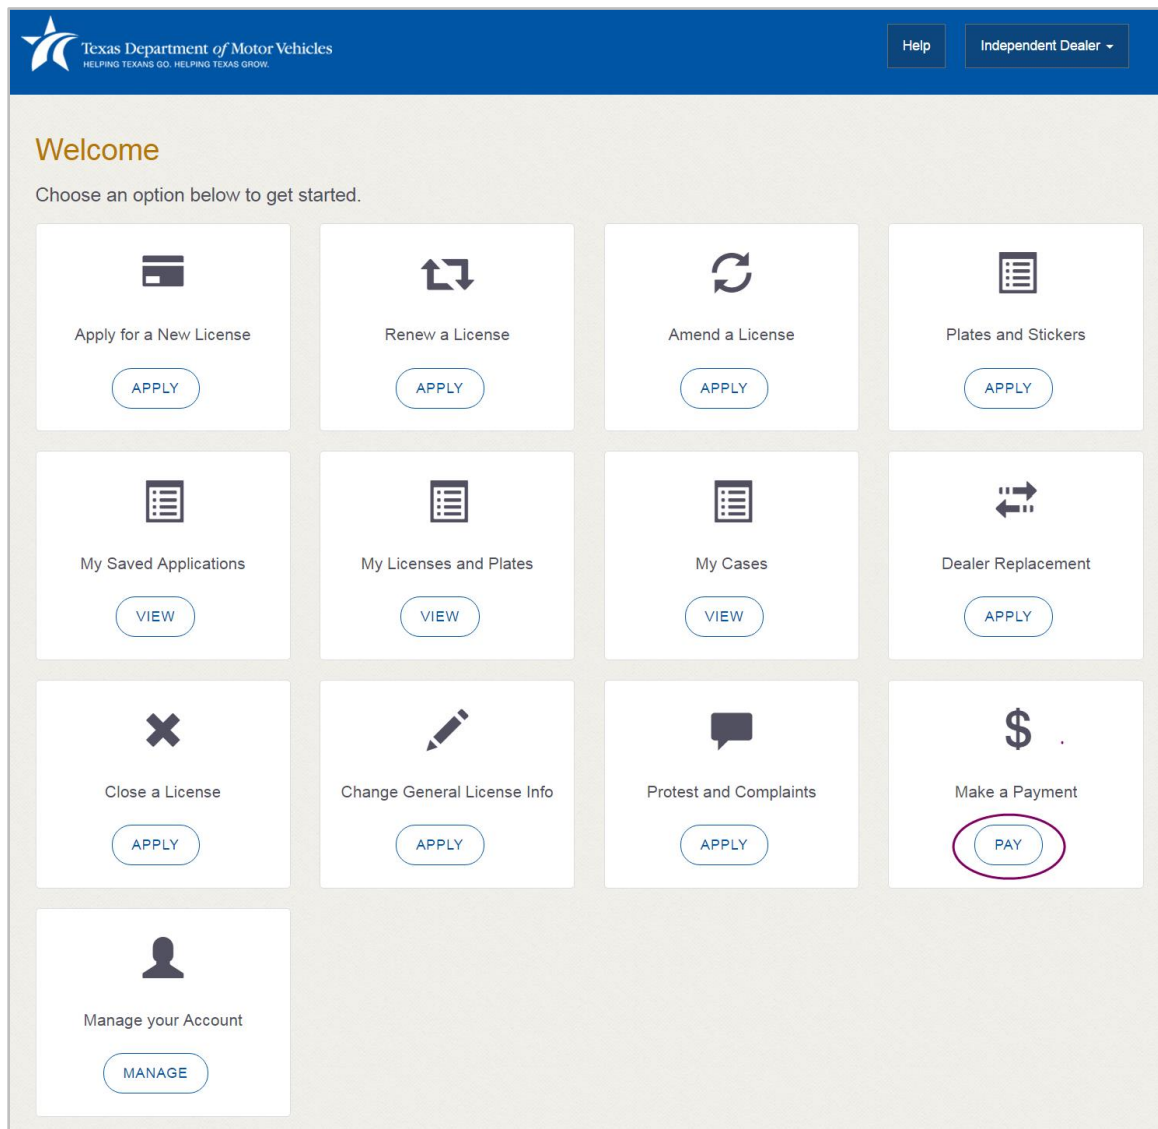 Texas Department of Motor Vehicles
HELPING TEXANS GO. HELPING TEXAS GROW.
Help
Independent Dealer
Welcome
Choose an option below to get started.
Apply for a New License
APPLY
Renew a License
APPLY
Amend a License
APPLY
Plates and Stickers
APPLY
My Saved Applications
VIEW
My Licenses and Plates
VIEW
My Cases
VIEW
Dealer Replacement
APPLY
Close a License
APPLY
Change General License Info
APPLY
Protest and Complaints
APPLY
$
Make a Payment
PAY
Manage your Account
MANAGE